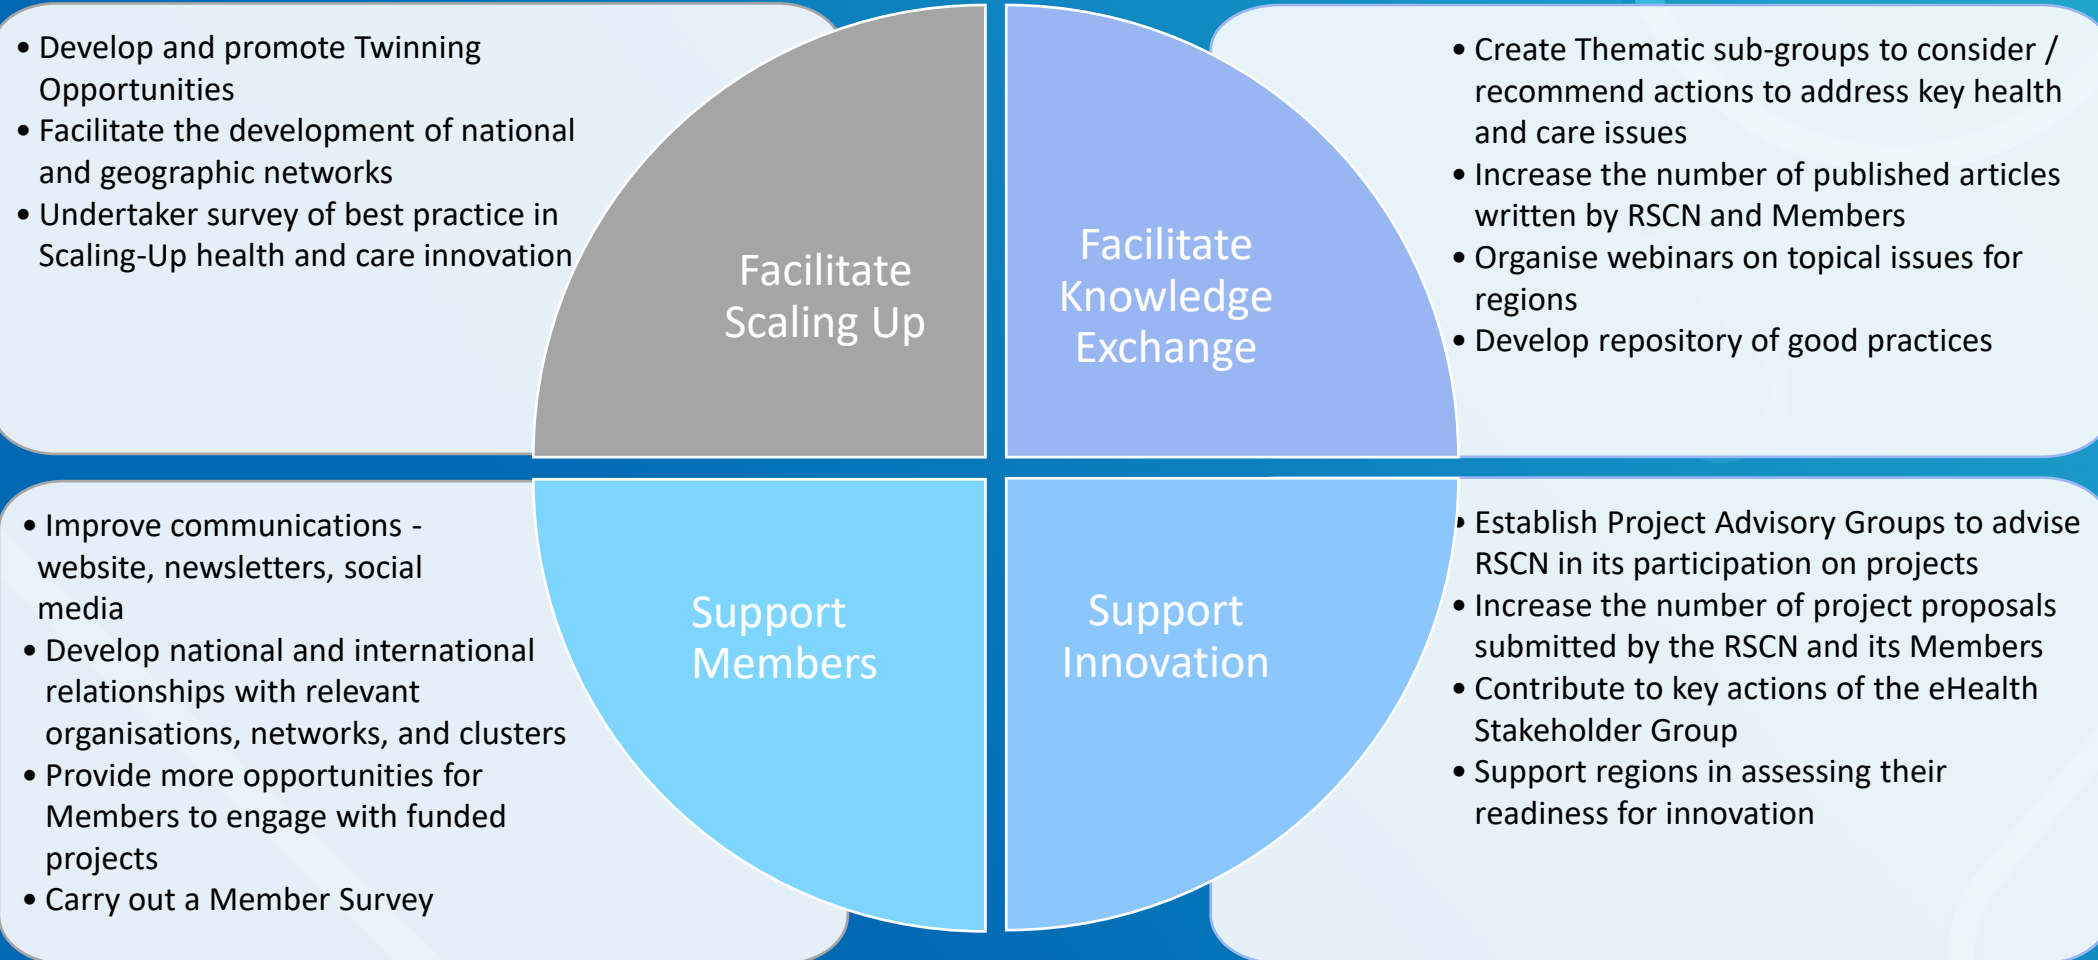 • Develop and promote Twinning
Opportunities
• Facilitate the development of national
and geographic networks
• Undertaker survey of best practice in
Scaling-Up health and care innovation
Facilitate
Scaling Up
Facilitate
Knowledge
Exchange
• Create Thematic sub-groups to consider /
recommend actions to address key health
and care issues
• Increase the number of published articles
written by RSCN and Members
• Organise webinars on topical issues for
regions
• Develop repository of good practices
• Improve communications -
website, newsletters, social
media
• Develop national and international
relationships with relevant
organisations, networks, and clusters
• Provide more opportunities for
Members to engage with funded
projects
• Carry out a Member Survey
Support
Members
Support
Innovation
• Establish Project Advisory Groups to advise
RSCN in its participation on projects
• Increase the number of project proposals
submitted by the RSCN and its Members
• Contribute to key actions of the eHealth
Stakeholder Group
• Support regions in assessing their
readiness for innovation